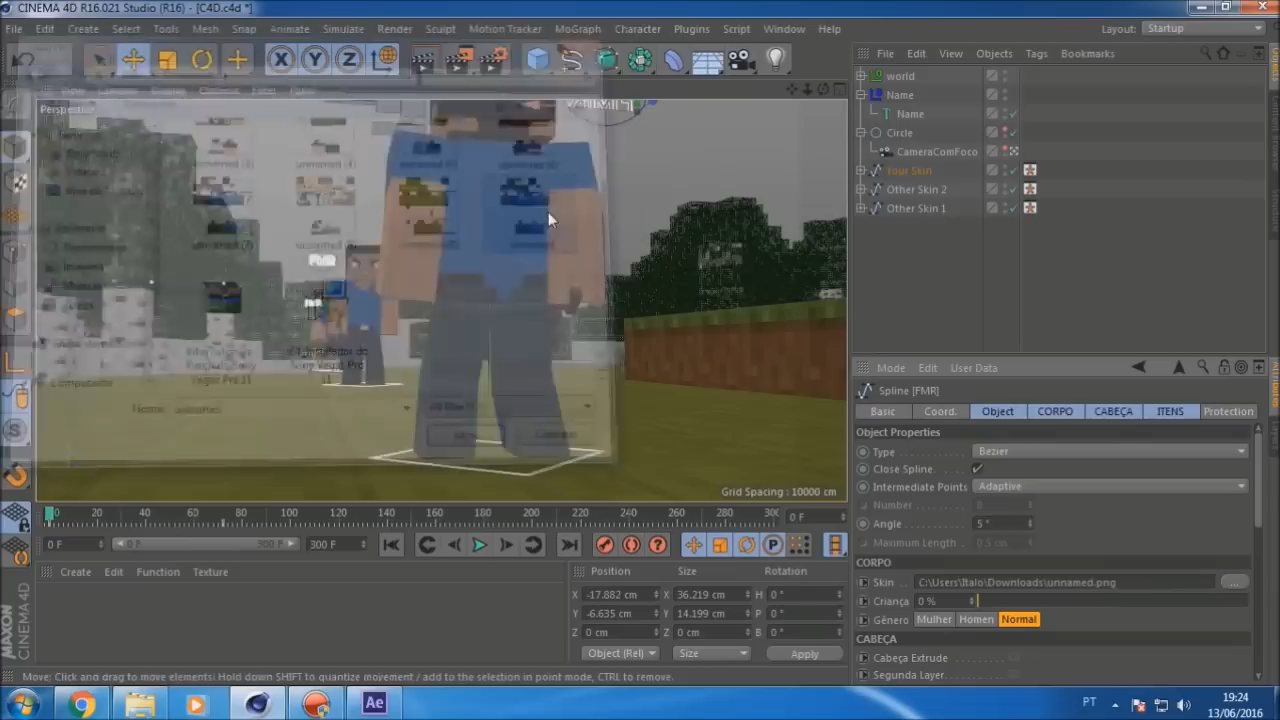 CINEMA 4D R16.021 Studio (R16) - [C4D.c4d *]
File Edit Create Select Tools Mesh Snap Animate Simulate Render Sculpt Motion Tracker MoGraph Character Plugins Script Window Help Layout: Startup
File Edit View Objects Tags Bookmarks
world
Name
Name
Circle
CameraComFoco
Your Skin
Other Skin 2
Other Skin 1
Perspective
Computador
Grid Spacing : 10000 cm
Mode Edit User Data
Spline [FMR]
Basic Coord. Object CORPO CABEÇA ITENS Protection
Object Properties
Type Bezier
Close Spline
Intermediate Points Adaptive
Number
Angle 5 °
Maximum Length
CORPO
Skin C:\Users\Italo\Downloads\unnamed.png ...
Criança 0 %
Gênero Mulher Homen Normal
CABEÇA
Cabeça Extrude
Segunda Layer
0 20 40 60 80 100 120 140 160 180 200 220 240 260 280 0 F
0 F 0 F 300 F 300 F
Create Edit Function Texture
Position Size Rotation
X -17.882 cm X 36.219 cm H 0 °
Y -6.635 cm Y 14.199 cm P 0 °
Z 0 cm Z 0 cm B 0 °
Object (Rel) Size Apply
MAXON CINEMA 4D
Move: Click and drag to move elements. Hold down SHIFT to quantize movement / add to the selection in point mode, CTRL to remove.
Ae PT 19:24
13/06/2016